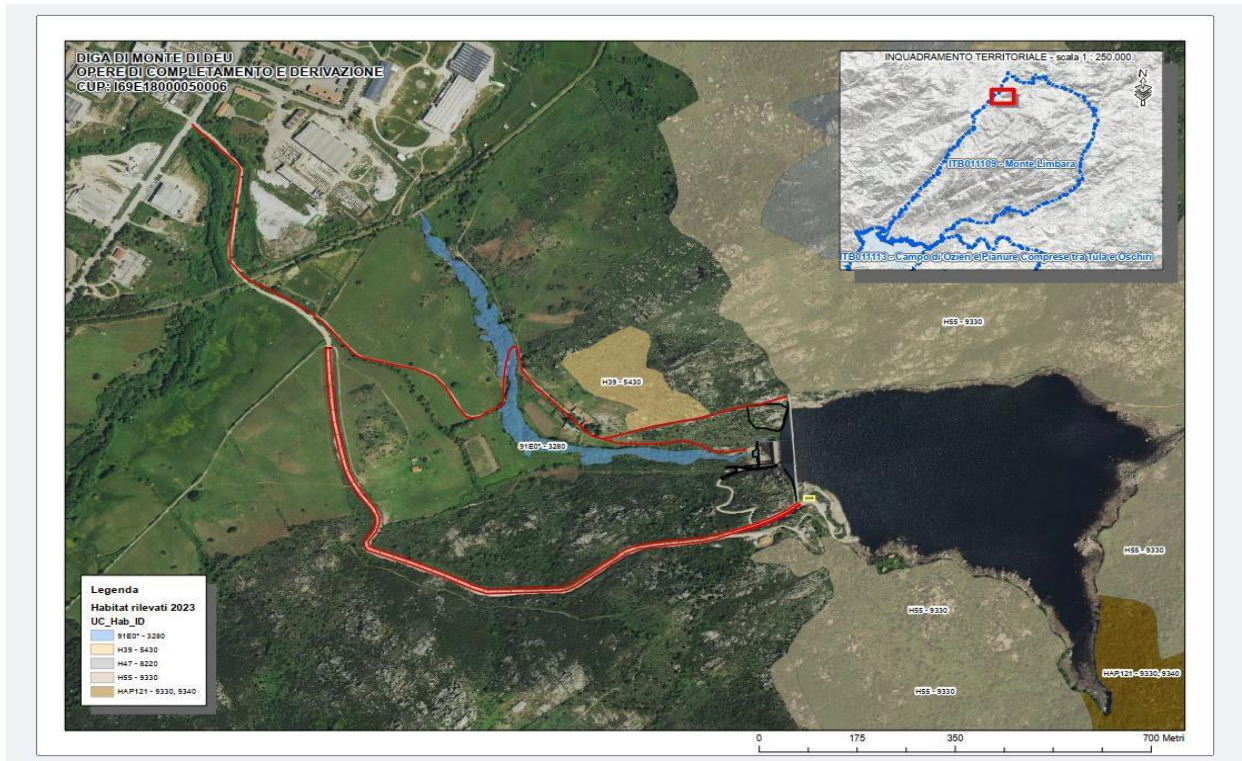 DIGA DI MONTE DI DEU
OPERE DI COMPLETAMENTO E DERIVAZIONE
CUP: I69E18000050006
INQUADRAMENTO TERRITORIALE - scala 1 : 250.000
N
ITB011109 - Monte Limbara
ITB011113 - Campo di Ozieri e Pianure Comprese tra Tula e Oschiri
H55 - 9330
H39 - 5430
91E0* - 3280
H55 - 9330
H55 - 9330
HAP121 - 9330, 9340
H55 - 9330
Legenda
Habitat rilevati 2023
UC_Hab_ID
91E0* - 3280
H39 - 5430
H47 - 8220
H55 - 9330
HAP121 - 9330, 9340
0 175 350 700 Metri